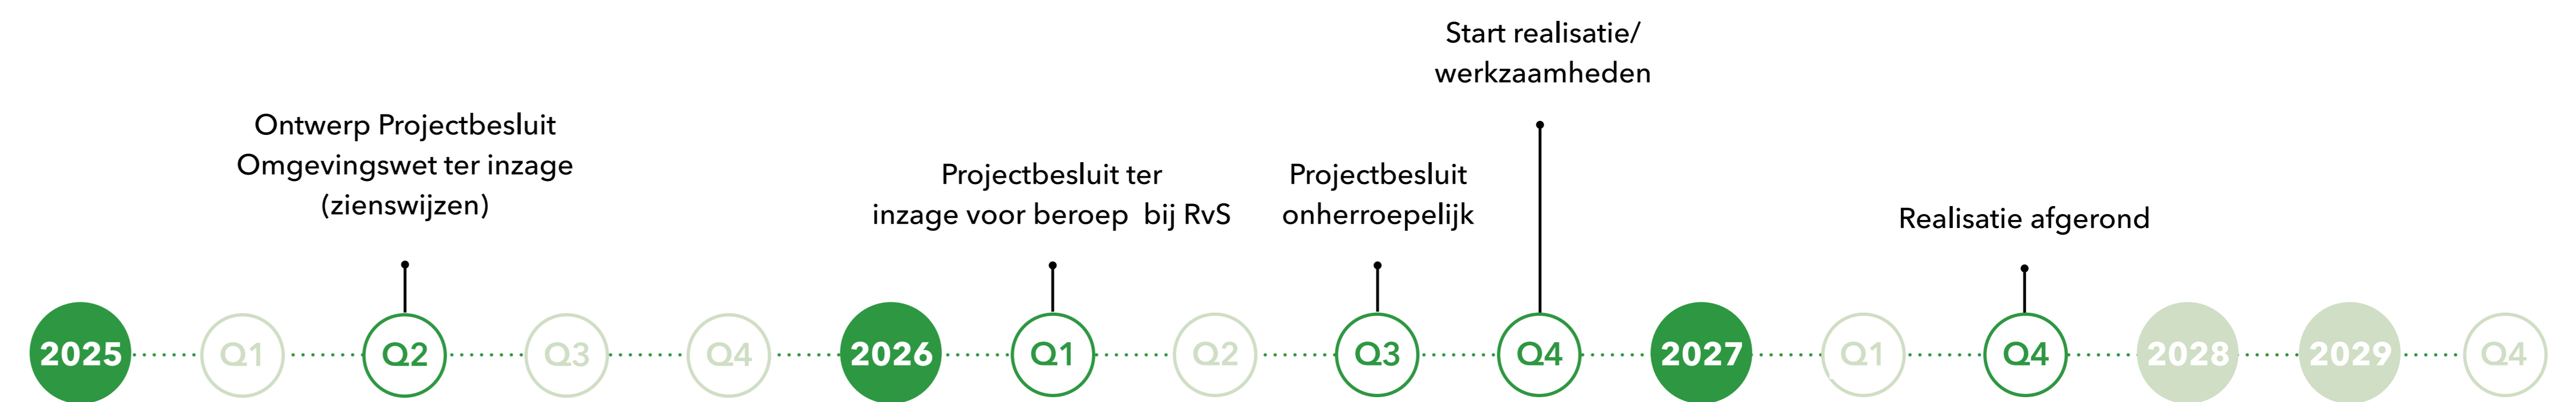 Start realisatie/
werkzaamheden
Ontwerp Projectbesluit
Omgevingswet ter inzage
(zienswijzen)
Projectbesluit ter
inzage voor beroep  bij RvS
Projectbesluit
onherroepelijk
Realisatie afgerond
2025 Q1 Q2 Q3 Q4 2026 Q1 Q2 Q3 Q4 2027 Q1 Q4 2028 2029 Q4